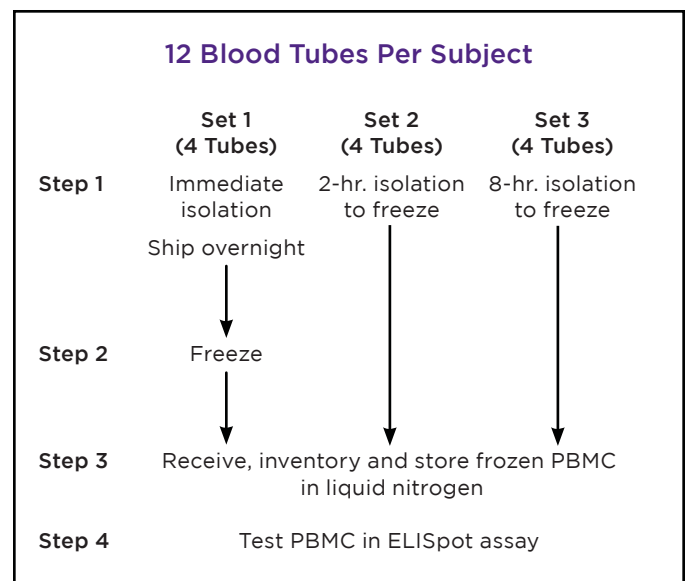 12 Blood Tubes Per Subject
Set 1 Set 2 Set 3
(4 Tubes) (4 Tubes) (4 Tubes)
Step 1 Immediate 2-hr. isolation 8-hr. isolation
isolation to freeze to freeze
Ship overnight
Step 2 Freeze
Step 3 Receive, inventory and store frozen PBMC
in liquid nitrogen
Step 4 Test PBMC in ELISpot assay